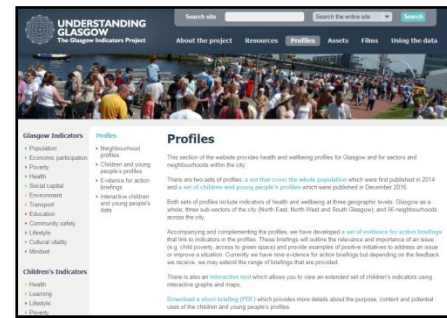 UNDERSTANDING
GLASGOW
The Glasgow Indicators Project
Search site
Search the entire site
Search
About the project
Resources
Profiles
Assets
Films
Using the data
Glasgow Indicators
Population
Economic participation
Poverty
Health
Social capital
Environment
Transport
Education
Community safety
Lifestyle
Cultural vitality
Mindset
Children's Indicators
Health
Learning
Lifestyle
Poverty
Profiles
Neighbourhood
profiles
Children and young
people's profiles
Evidence for action
briefings
Interactive children
and young people's
data
Profiles
This section of the website provides health and wellbeing profiles for Glasgow and for sectors and
neighbourhoods within the city.
There are two sets of profiles: a set that cover the whole population which were first published in 2014
and a set of children and young people's profiles which were published in December 2016.
Both sets of profiles include indicators of health and wellbeing at three geographic levels: Glasgow as a
whole; three sub-sectors of the city (North East, North West and South Glasgow); and 56 neighbourhoods
across the city.
Accompanying and complementing the profiles, we have developed a set of evidence for action briefings
that link to indicators in the profiles. These briefings will outline the relevance and importance of an issue
(e.g. child poverty, access to green space) and provide examples of positive initiatives to address an issue
or improve a situation. Currently we have nine evidence for action briefings but depending on the feedback
we receive, we may extend the range of briefings that are provided.
There is also an interactive tool which allows you to view an extended set of children's indicators using
interactive graphs and maps.
Download a short briefing (PDF) which provides more details about the purpose, content and potential
uses of the children and young people's profiles